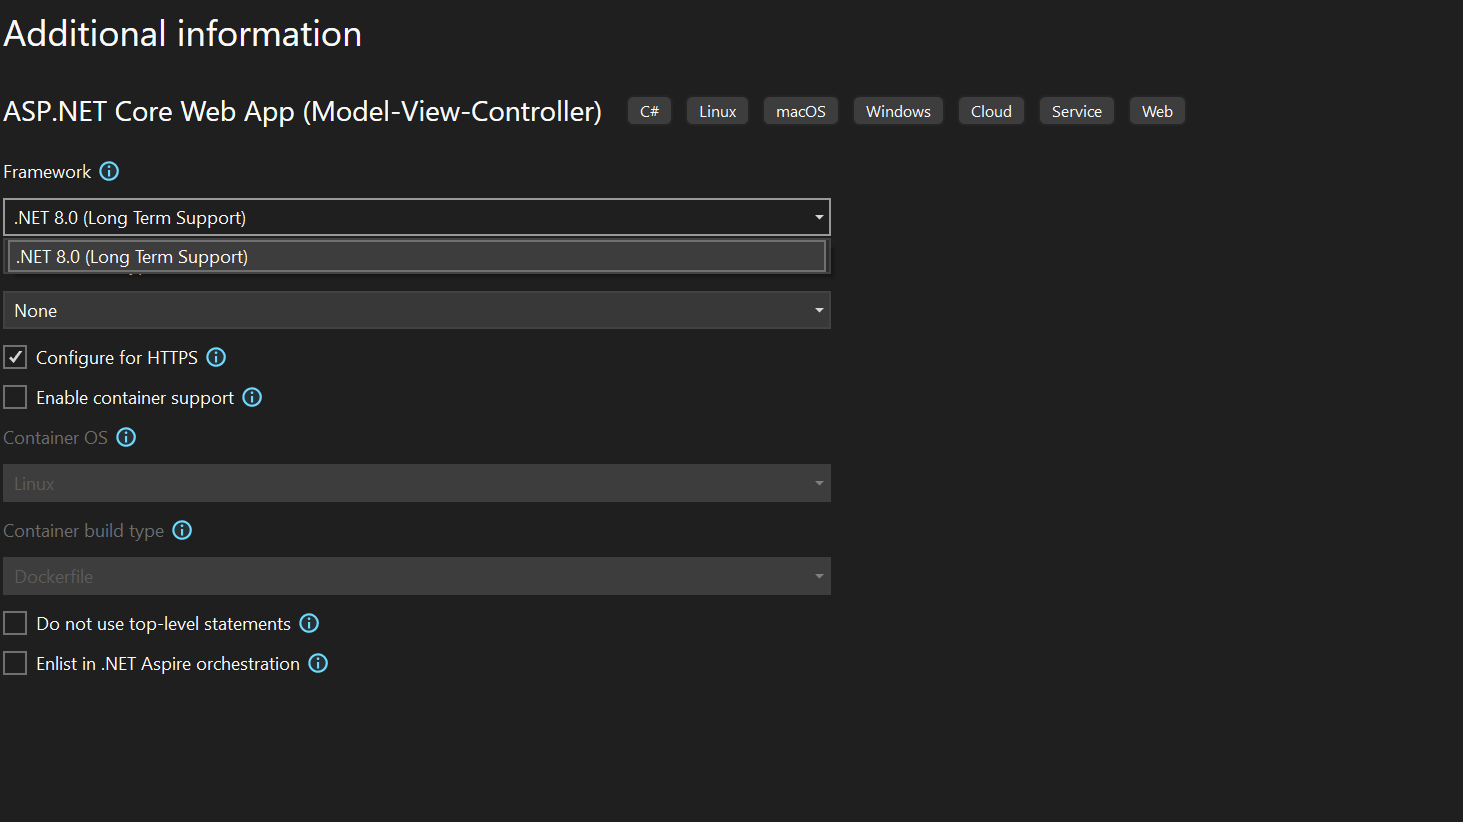 Additional information
ASP.NET Core Web App (Model-View-Controller) C# Linux macOS Windows Cloud Service Web
Framework
.NET 8.0 (Long Term Support)
.NET 8.0 (Long Term Support)
None
Configure for HTTPS
Enable container support
Container OS
Linux
Container build type
Dockerfile
Do not use top-level statements
Enlist in .NET Aspire orchestration